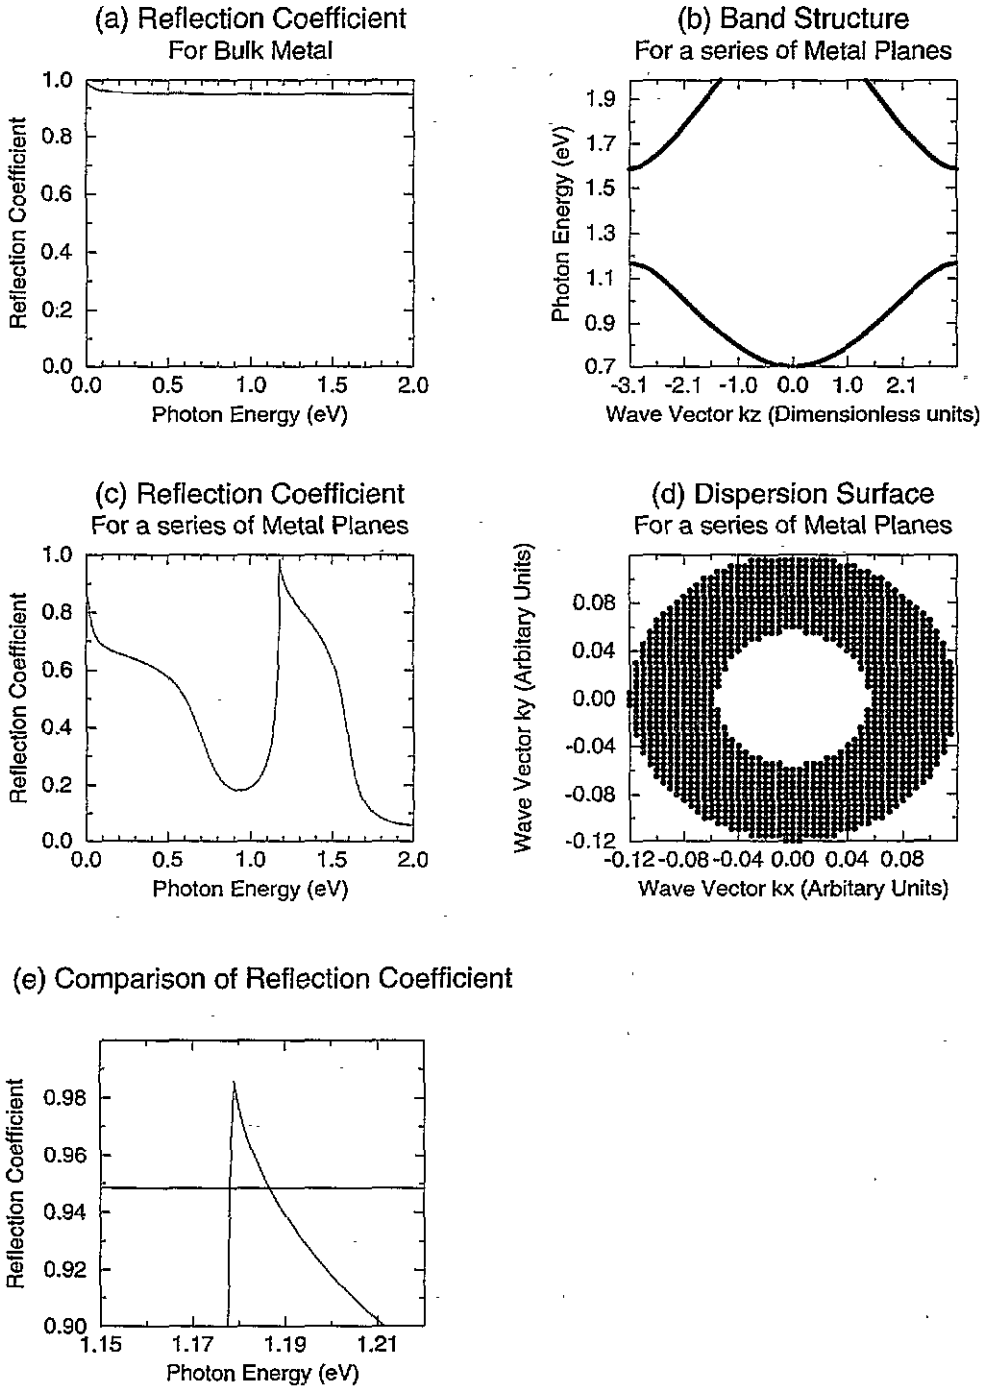 (a) Reflection Coefficient
For Bulk Metal
1.0
0.8
0.6
0.4
0.2
0.0
Reflection Coefficient
0.0 0.5 1.0 1.5 2.0
Photon Energy (eV)
(b) Band Structure
For a series of Metal Planes
1.9
1.7
1.5
1.3
1.1
0.9
0.7
Photon Energy (eV)
-3.1 -2.1 -1.0 0.0 1.0 2.1
Wave Vector kz (Dimensionless units)
(c) Reflection Coefficient
For a series of Metal Planes
1.0
0.8
0.6
0.4
0.2
0.0
Reflection Coefficient
0.0 0.5 1.0 1.5 2.0
Photon Energy (eV)
(d) Dispersion Surface
For a series of Metal Planes
0.08
0.04
0.00
-0.04
-0.08
-0.12
Wave Vector ky (Arbitary Units)
-0.12 -0.08 -0.04 0.00 0.04 0.08
Wave Vector kx (Arbitary Units)
(e) Comparison of Reflection Coefficient
0.98
0.96
0.94
0.92
0.90
Reflection Coefficient
1.15 1.17 1.19 1.21
Photon Energy (eV)